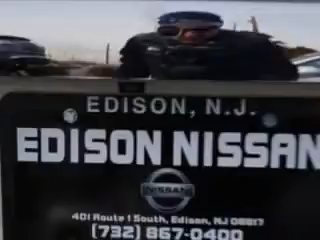 EDISON, N.J.
EDISON NISSAN
NISSAN
401 Route 1 South, Edison, NJ 08817
(732) 867-0400